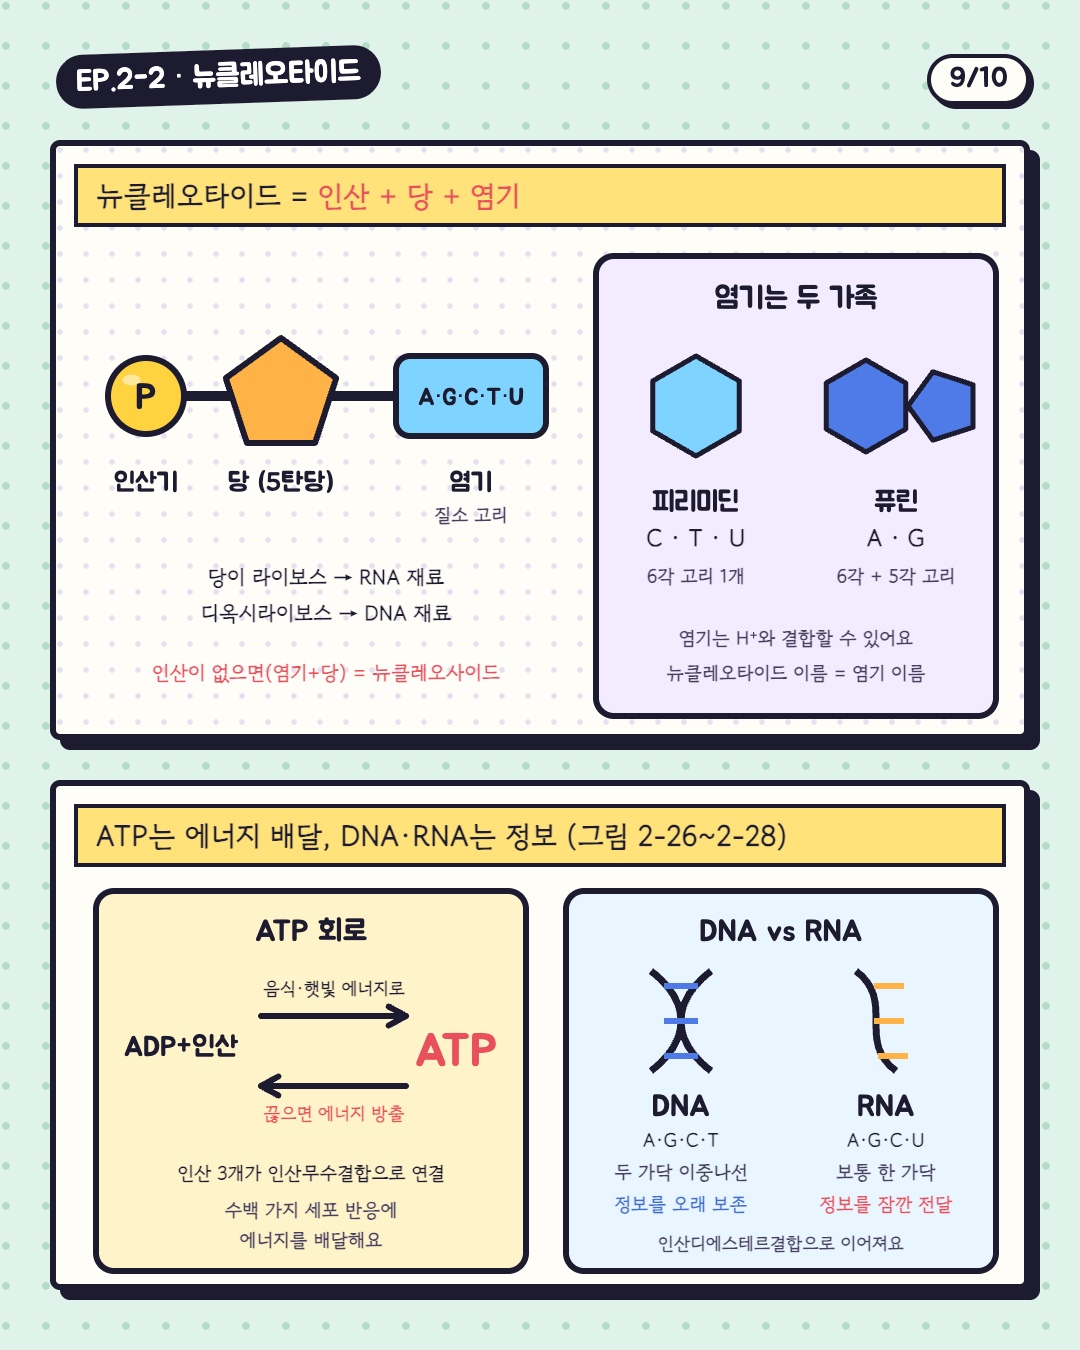 EP.2-2 · 뉴클레오타이드
9/10
뉴클레오타이드 = 인산 + 당 + 염기
P
A·G·C·T·U
인산기
당 (5탄당)
염기
질소 고리
당이 라이보스 → RNA 재료
디옥시라이보스 → DNA 재료
인산이 없으면(염기+당) = 뉴클레오사이드
염기는 두 가족
피리미딘
퓨린
C · T · U
A · G
6각 고리 1개
6각 + 5각 고리
염기는 H⁺와 결합할 수 있어요
뉴클레오타이드 이름 = 염기 이름
ATP는 에너지 배달, DNA·RNA는 정보 (그림 2-26~2-28)
ATP 회로
음식·햇빛 에너지로
ADP+인산
ATP
끊으면 에너지 방출
인산 3개가 인산무수결합으로 연결
수백 가지 세포 반응에
에너지를 배달해요
DNA vs RNA
DNA
RNA
A·G·C·T
A·G·C·U
두 가닥 이중나선
보통 한 가닥
정보를 오래 보존
정보를 잠깐 전달
인산디에스테르결합으로 이어져요